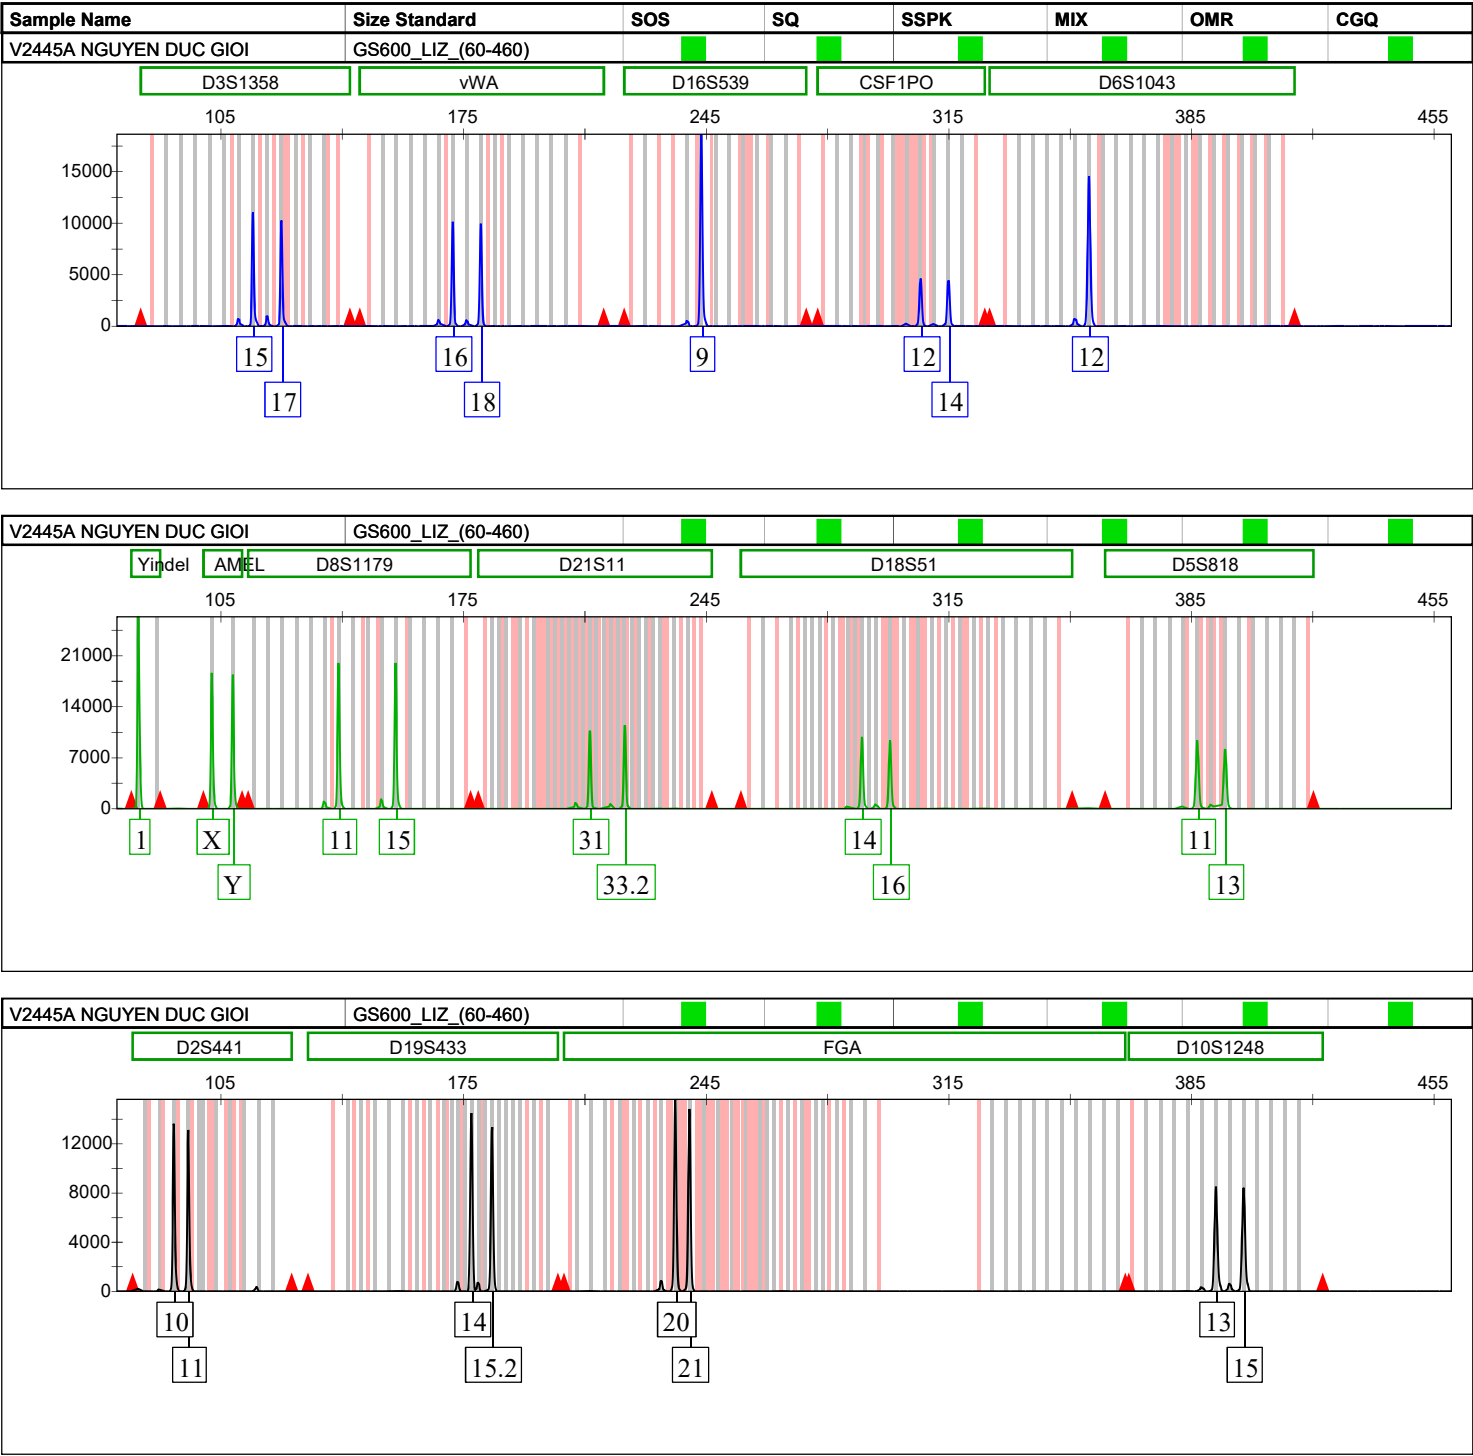 Sample Name Size Standard SOS SQ SSPK MIX OMR CGQ
V2445A NGUYEN DUC GIOI GS600_LIZ_(60-460)
D3S1358 vWA D16S539 CSF1PO D6S1043
105 175 245 315 385 455
15000
10000
5000
0
15 16 9 12 12
17 18 14
V2445A NGUYEN DUC GIOI GS600_LIZ_(60-460)
Yindel AMEL D8S1179 D21S11 D18S51 D5S818
105 175 245 315 385 455
21000
14000
7000
0
1 X 11 15 31 14 11
Y 33.2 16 13
V2445A NGUYEN DUC GIOI GS600_LIZ_(60-460)
D2S441 D19S433 FGA D10S1248
105 175 245 315 385 455
12000
8000
4000
0
10 14 20 13
11 15.2 21 15